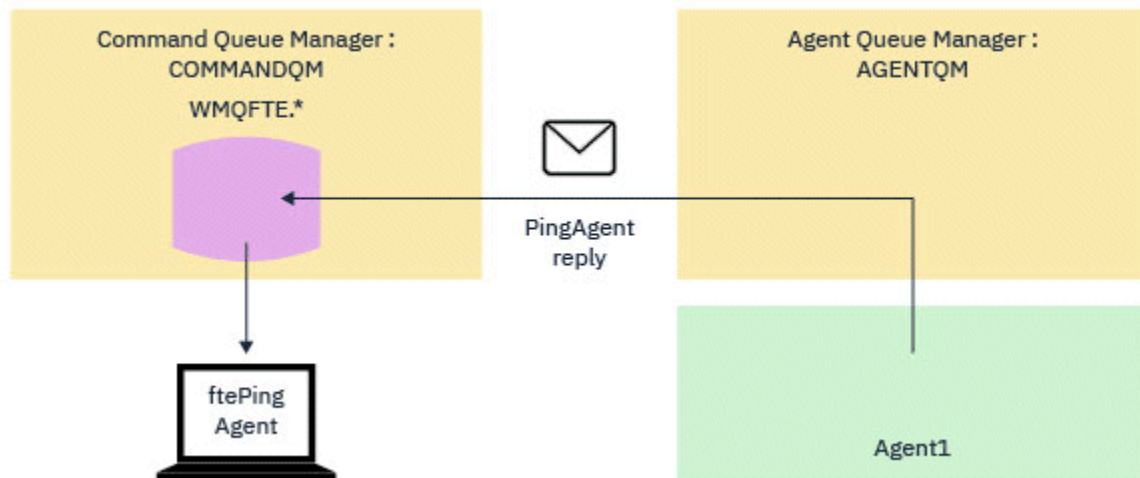 Command Queue Manager :
COMMANDQM
WMQFTE.*
Agent Queue Manager :
AGENTQM
PingAgent
reply
ftePing
Agent
Agent1